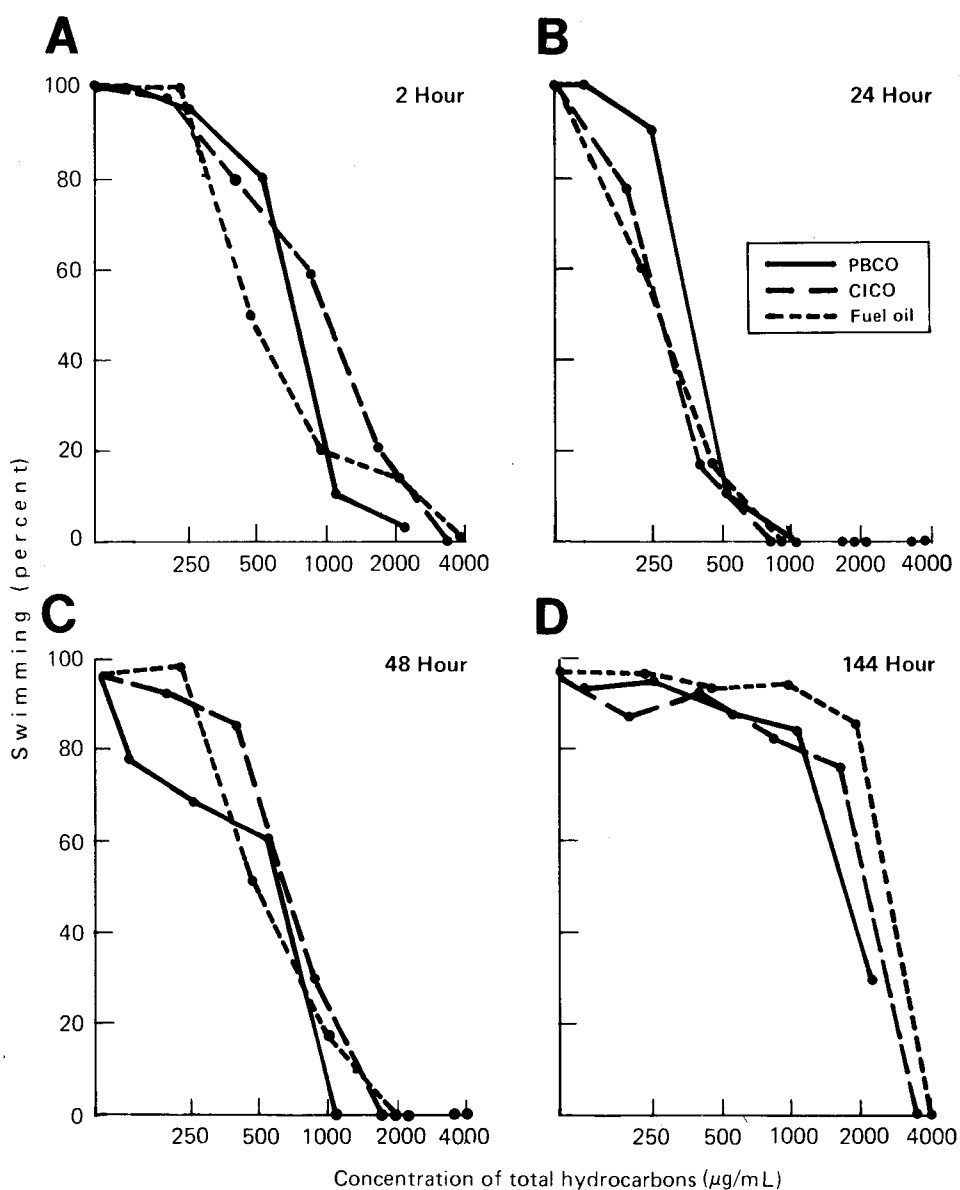 A
2 Hour
100
80
60
40
20
0
250 500 1000 2000 4000
B
24 Hour
PBCO
CICO
Fuel oil
250 500 1000 2000 4000
Swimming (percent)
C
48 Hour
100
80
60
40
20
0
250 500 1000 2000 4000
D
144 Hour
250 500 1000 2000 4000
Concentration of total hydrocarbons (µg/mL)